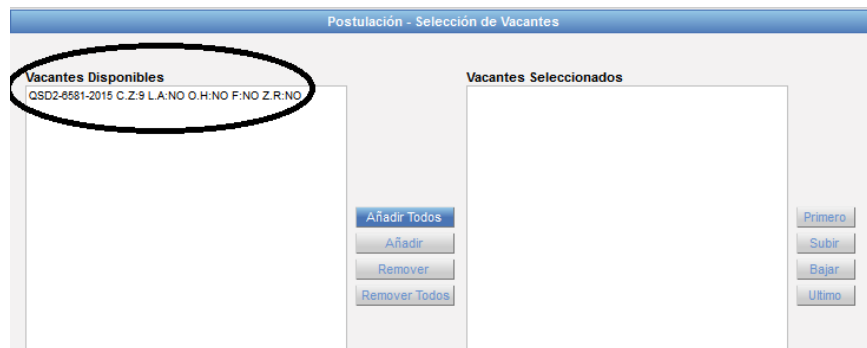 Postulación - Selección de Vacantes
Vacantes Disponibles
QSD2-6581-2015 C.Z:9 L.A:NO O.H:NO F:NO Z.R:NO
Vacantes Seleccionados
Añadir Todos
Añadir
Remover
Remover Todos
Primero
Subir
Bajar
Ultimo